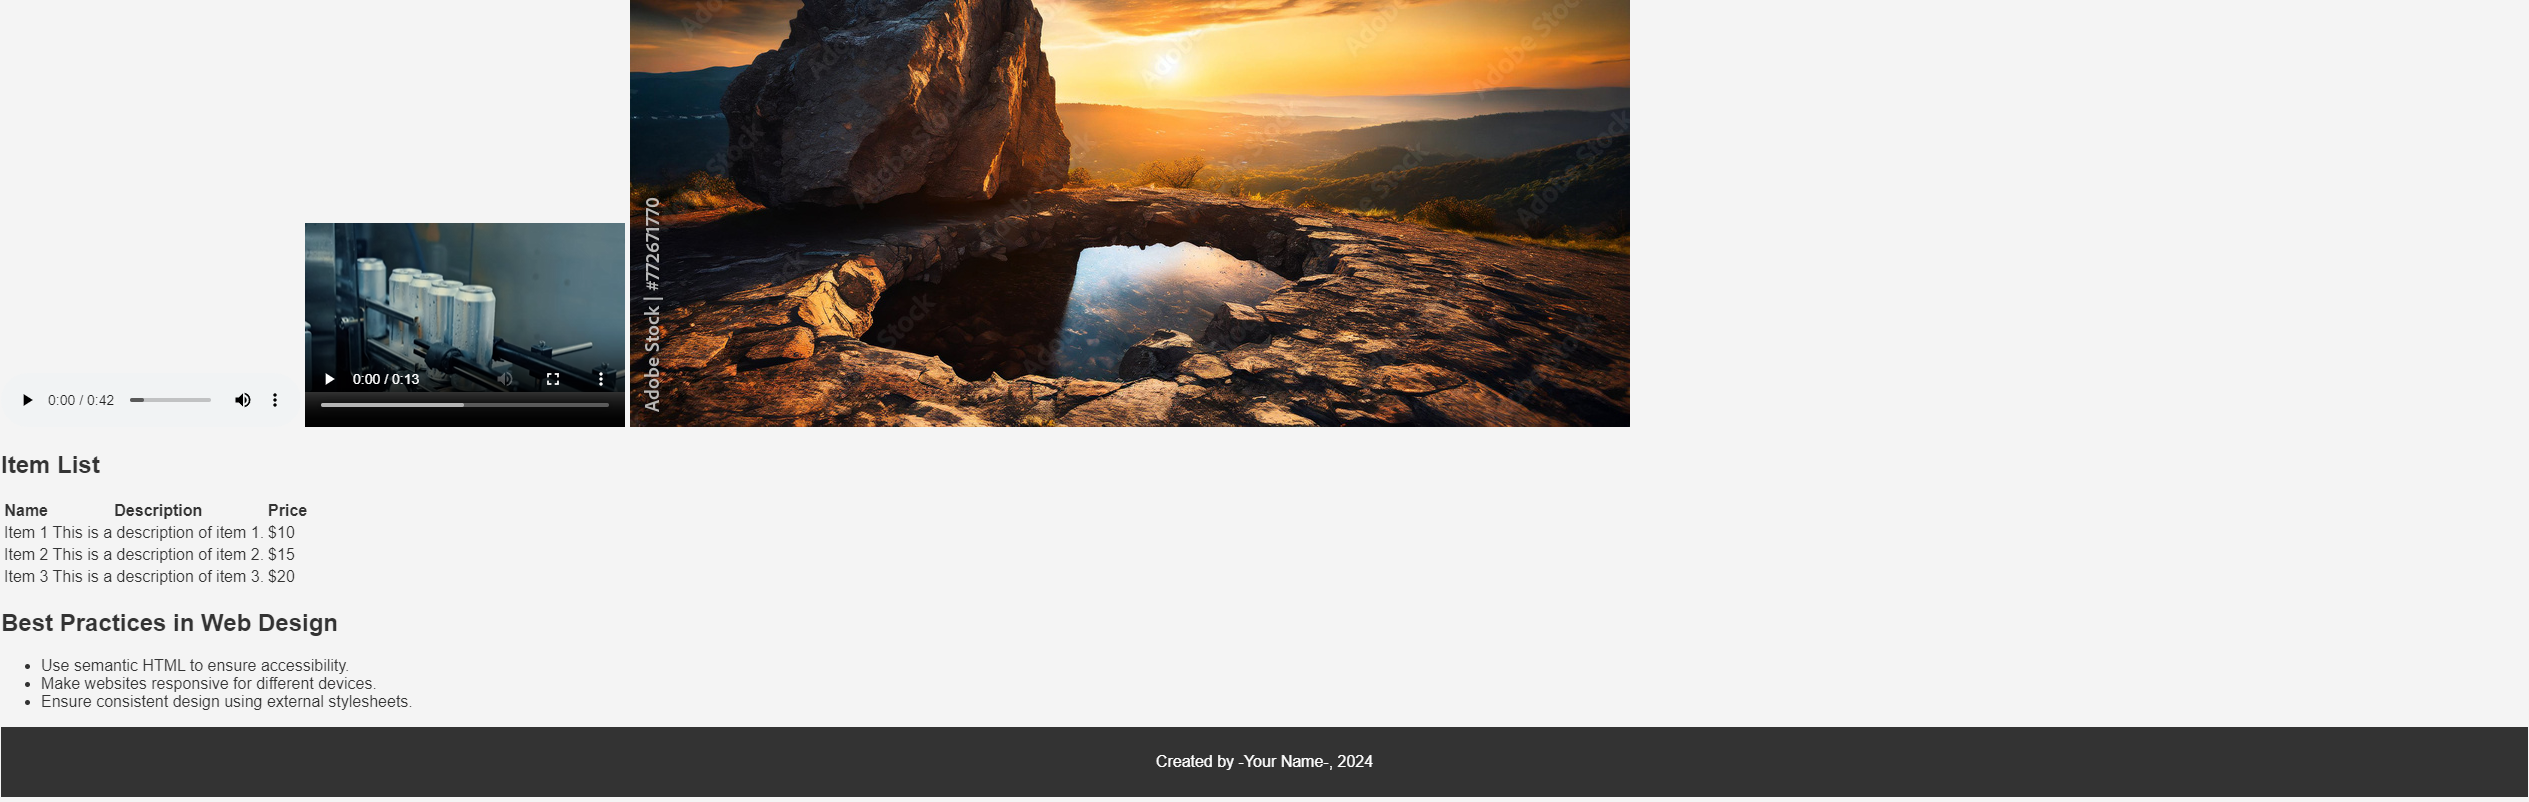 Adobe Stock | #772671770
0:00 / 0:42
0:00 / 0:13
Item List
Name Description Price
Item 1 This is a description of item 1. $10
Item 2 This is a description of item 2. $15
Item 3 This is a description of item 3. $20
Best Practices in Web Design
• Use semantic HTML to ensure accessibility.
• Make websites responsive for different devices.
• Ensure consistent design using external stylesheets.
Created by -Your Name-, 2024